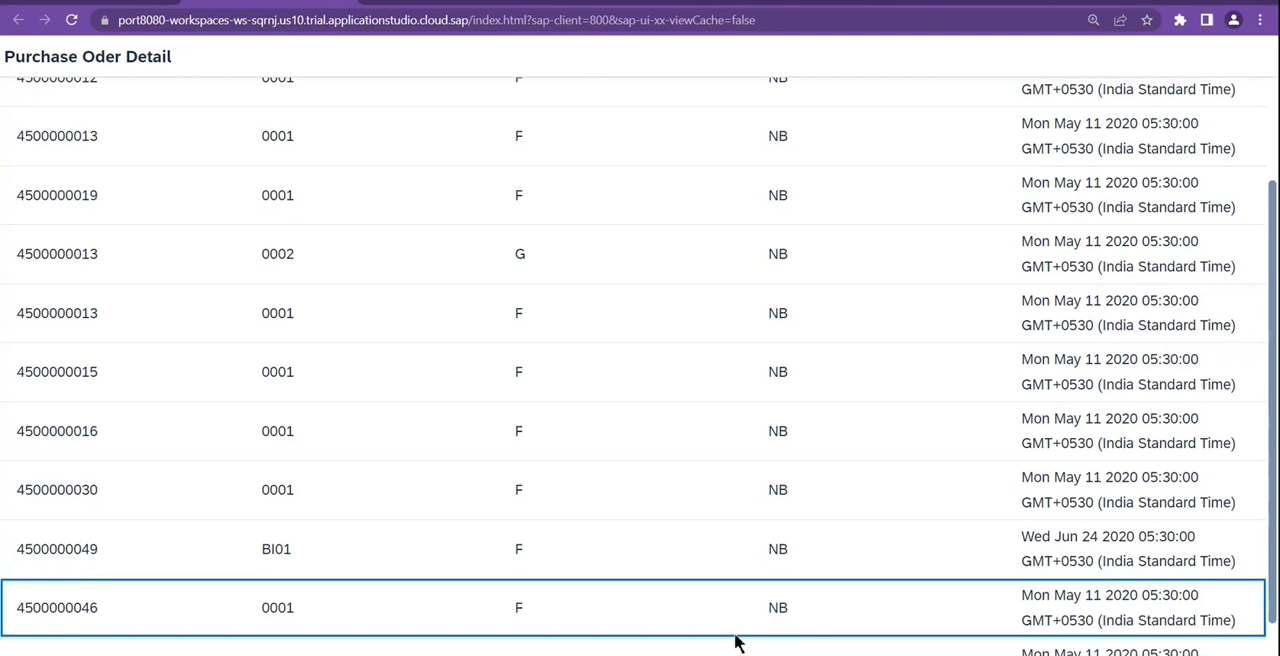 port8080-workspaces-ws-sqrnj.us10.trial.applicationstudio.cloud.sap/index.html?sap-client=800&sap-ui-xx-viewCache=false
Purchase Oder Detail
4500000012 0001 F NB
GMT+0530 (India Standard Time)
4500000013 0001 F NB Mon May 11 2020 05:30:00
GMT+0530 (India Standard Time)
4500000019 0001 F NB Mon May 11 2020 05:30:00
GMT+0530 (India Standard Time)
4500000013 0002 G NB Mon May 11 2020 05:30:00
GMT+0530 (India Standard Time)
4500000013 0001 F NB Mon May 11 2020 05:30:00
GMT+0530 (India Standard Time)
4500000015 0001 F NB Mon May 11 2020 05:30:00
GMT+0530 (India Standard Time)
4500000016 0001 F NB Mon May 11 2020 05:30:00
GMT+0530 (India Standard Time)
4500000030 0001 F NB Mon May 11 2020 05:30:00
GMT+0530 (India Standard Time)
4500000049 BI01 F NB Wed Jun 24 2020 05:30:00
GMT+0530 (India Standard Time)
4500000046 0001 F NB Mon May 11 2020 05:30:00
GMT+0530 (India Standard Time)
Mon May 11 2020 05:30:00